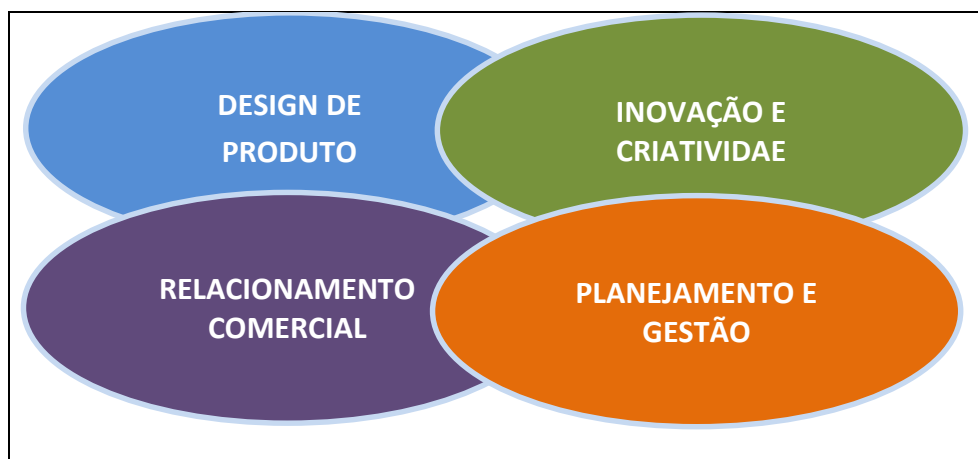 DESIGN DE
PRODUTO
INOVAÇÃO E
CRIATIVIDAE
RELACIONAMENTO
COMERCIAL
PLANEJAMENTO E
GESTÃO